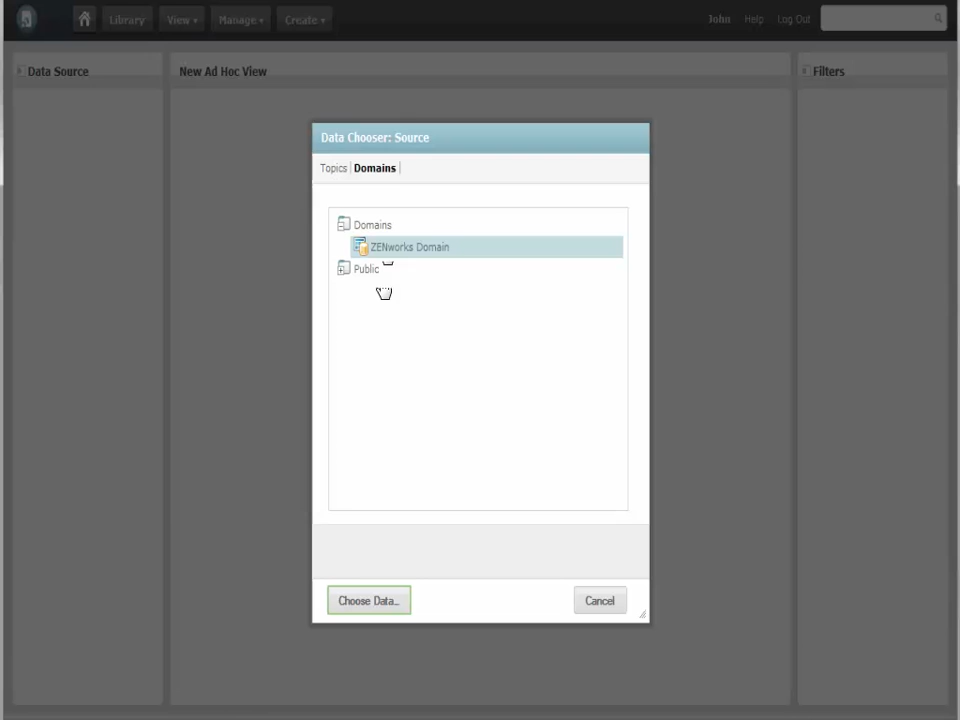 Library View Manage Create John Help Log Out
Data Source New Ad Hoc View Filters
Data Chooser: Source
Topics Domains
Domains
ZENworks Domain
Public
Choose Data... Cancel